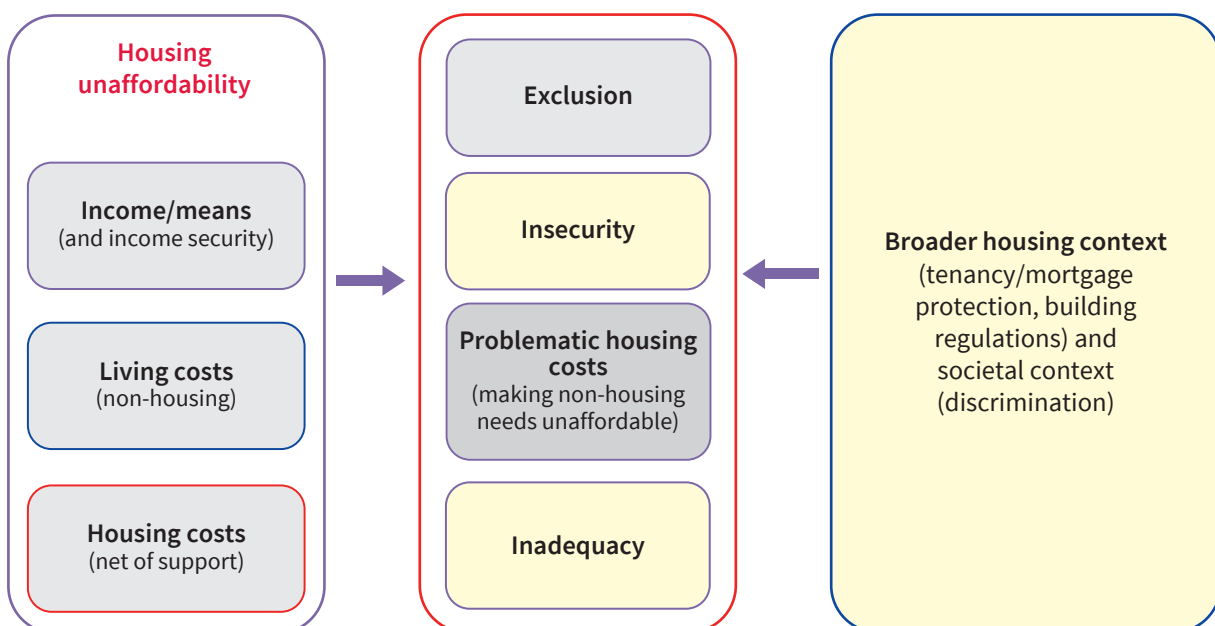 Housing
unaffordability
Income/means
(and income security)
Living costs
(non-housing)
Housing costs
(net of support)
Exclusion
Insecurity
Problematic housing
costs
(making non-housing
needs unaffordable)
Inadequacy
Broader housing context
(tenancy/mortgage
protection, building
regulations) and
societal context
(discrimination)